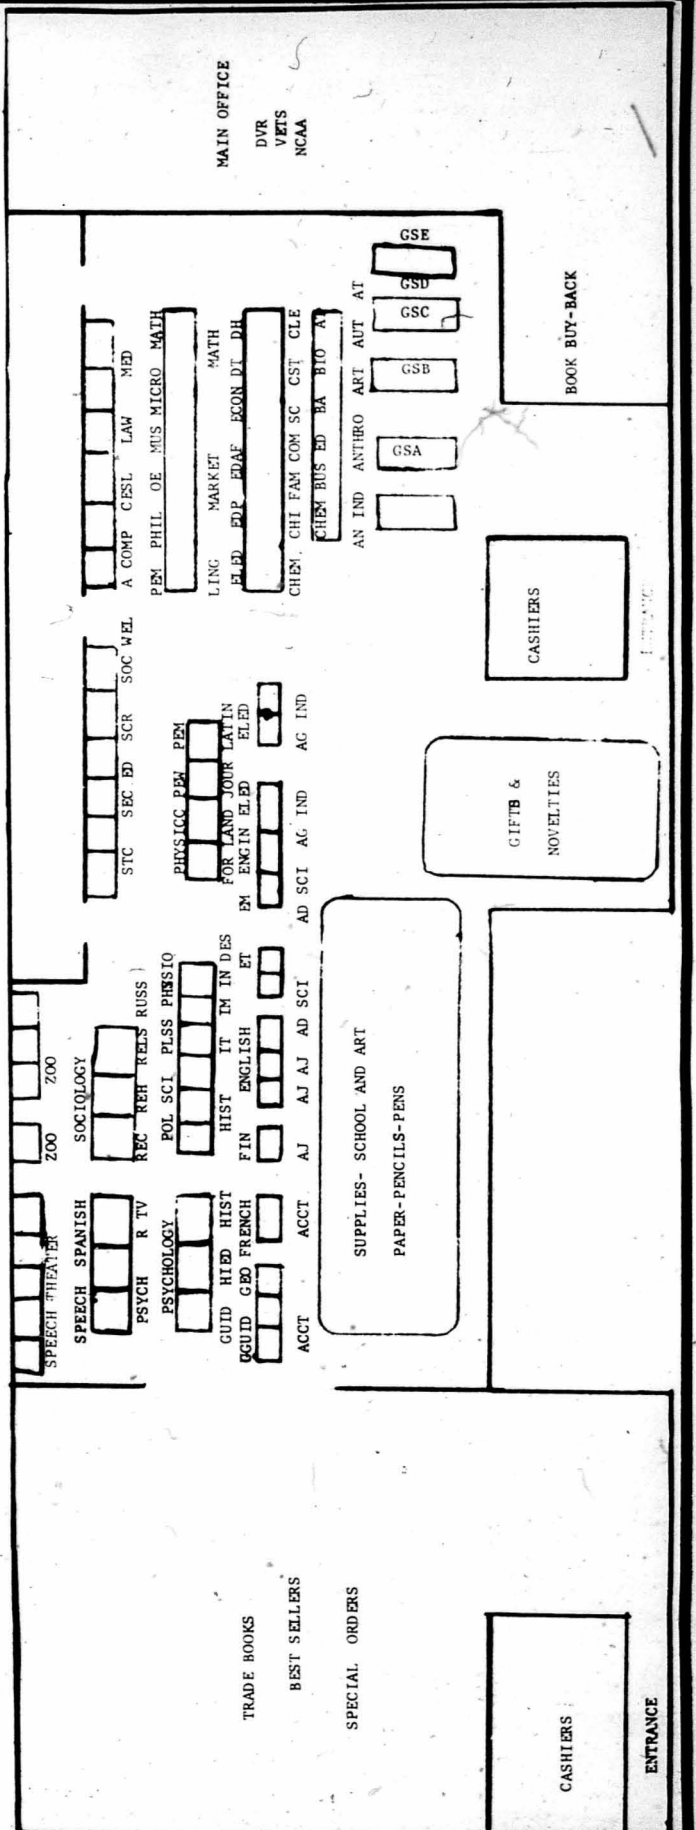 MAIN OFFICE
DVR
VETS
NCAA
GSE
GSD
GSC
GSB
GSA
BOOK BUY-BACK
A COMP CESL LAW MED
PEM PHIL OE MUS MICRO MATH
LING MARKET MATH
ELED EDP EDAF ECON DT DH
CHEM. CHI FAM COM SC CST CLE
CHEM BUS ED BA BIO AT
AN IND ANTHRO ART AUT AT
CASHIERS
STC SEC ED SCR SOC WEL
PHYSICC PEW PEM
FOR LAND JOUR LATIN
EM ENGIN ELED ELED
AD SCI AG IND AG IND
GIFTB &
NOVELTIES
ZOO ZOO
SOCIOLOGY
REC REH RELS RUSS
POL SCI PLSS PHYSIO
HIST IT IM IN DES
FIN ENGLISH ET
AJ AJ AJ AD SCI
SPEECH THEATER
SPEECH SPANISH
PSYCH R TV
PSYCHOLOGY
GUID HIED HIST
GGUID GEO FRENCH
ACCT ACCT
SUPPLIES- SCHOOL AND ART
PAPER-PENCILS-PENS
TRADE BOOKS
BEST SELLERS
SPECIAL ORDERS
CASHIERS
ENTRANCE